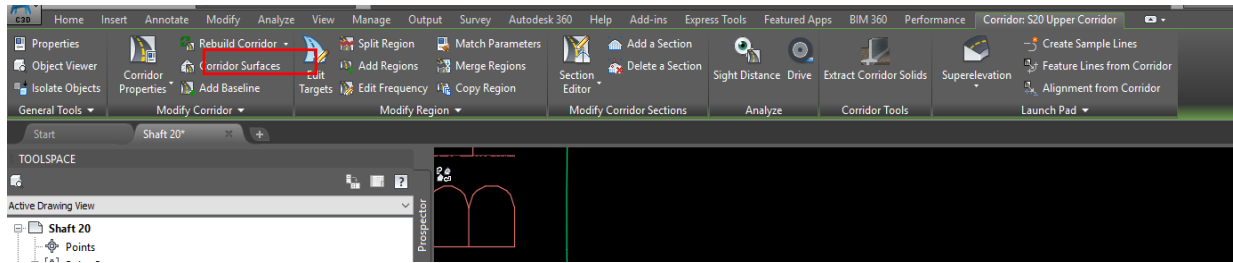 C3D Home Insert Annotate Modify Analyze View Manage Output Survey Autodesk 360 Help Add-ins Express Tools Featured Apps BIM 360 Performance Corridor: S20 Upper Corridor
Properties Rebuild Corridor Split Region Match Parameters Add a Section Create Sample Lines
Object Viewer Corridor Surfaces Add Regions Merge Regions Delete a Section Feature Lines from Corridor
Corridor Properties Edit Targets Section Editor Sight Distance Drive Extract Corridor Solids Superelevation
Isolate Objects Add Baseline Edit Frequency Copy Region Alignment from Corridor
General Tools Modify Corridor Modify Region Modify Corridor Sections Analyze Corridor Tools Launch Pad
Start Shaft 20* +
TOOLSPACE
?
Active Drawing View
Prospector
Shaft 20
Points